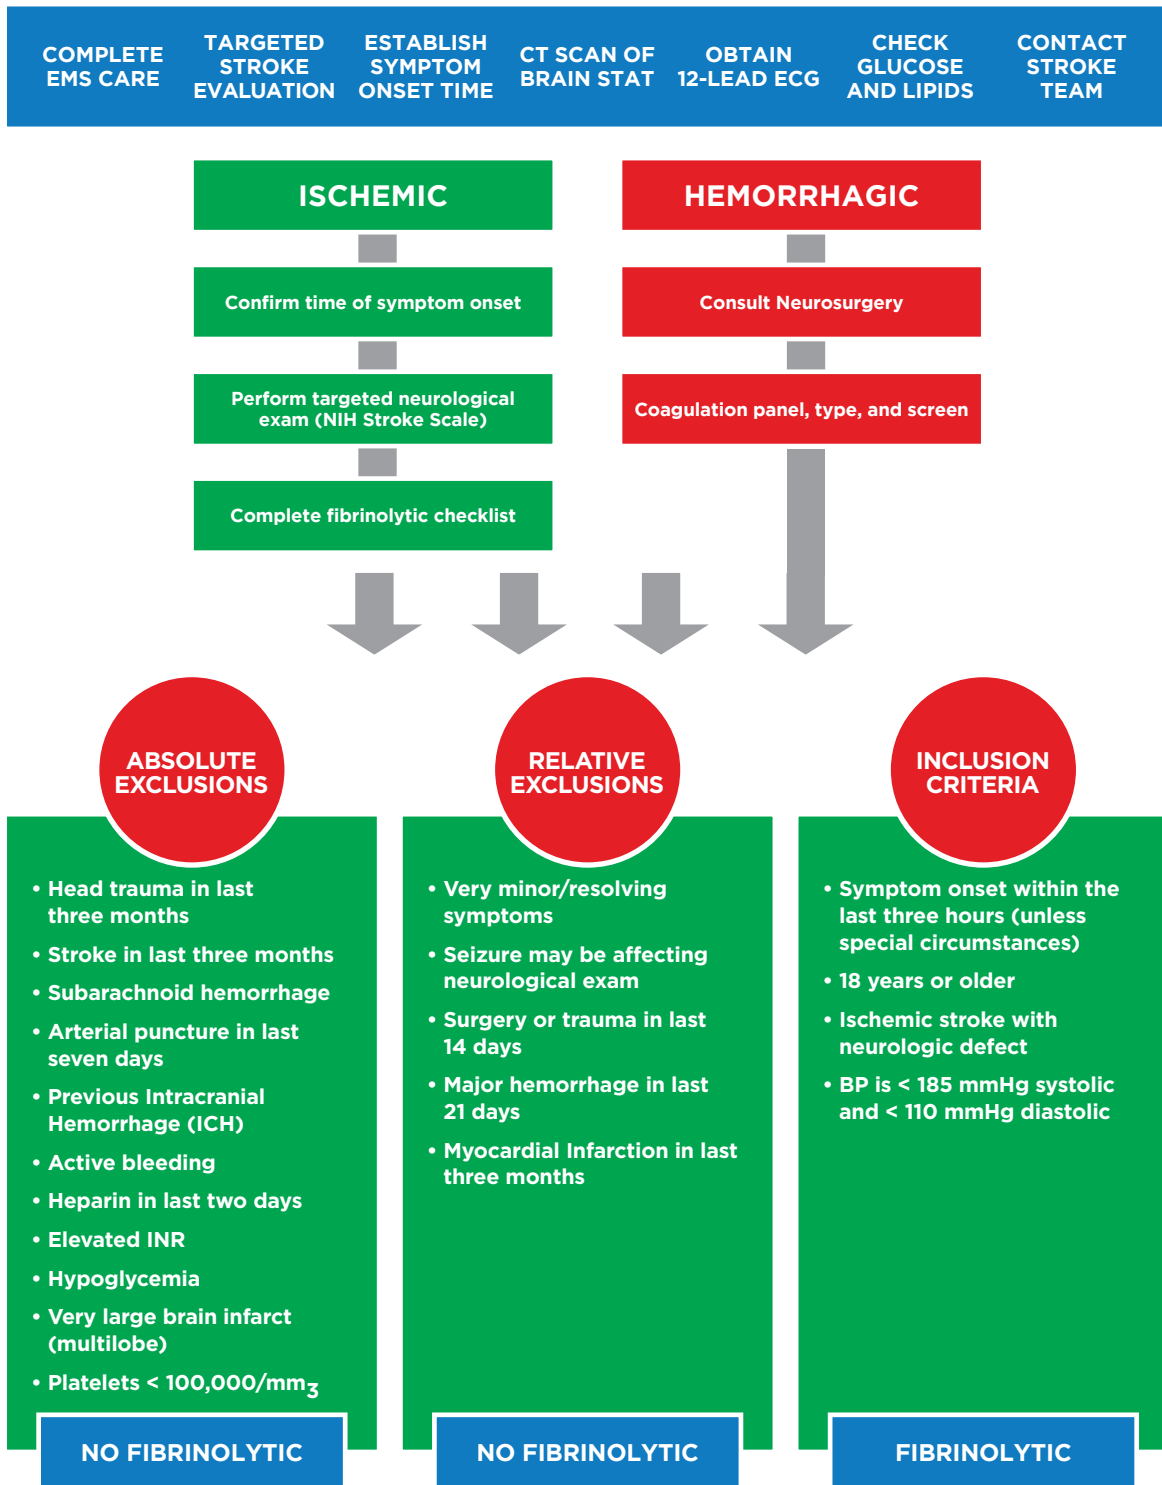 COMPLETE
EMS CARE
TARGETED
STROKE
EVALUATION
ESTABLISH
SYMPTOM
ONSET TIME
CT SCAN OF
BRAIN STAT
OBTAIN
12-LEAD ECG
CHECK
GLUCOSE
AND LIPIDS
CONTACT
STROKE
TEAM
ISCHEMIC
Confirm time of symptom onset
Perform targeted neurological
exam (NIH Stroke Scale)
Complete fibrinolytic checklist
HEMORRHAGIC
Consult Neurosurgery
Coagulation panel, type, and screen
ABSOLUTE
EXCLUSIONS
• Head trauma in last
three months
• Stroke in last three months
• Subarachnoid hemorrhage
• Arterial puncture in last
seven days
• Previous Intracranial
Hemorrhage (ICH)
• Active bleeding
• Heparin in last two days
• Elevated INR
• Hypoglycemia
• Very large brain infarct
(multilobe)
• Platelets < 100,000/mm3
NO FIBRINOLYTIC
RELATIVE
EXCLUSIONS
• Very minor/resolving
symptoms
• Seizure may be affecting
neurological exam
• Surgery or trauma in last
14 days
• Major hemorrhage in last
21 days
• Myocardial Infarction in last
three months
NO FIBRINOLYTIC
INCLUSION
CRITERIA
• Symptom onset within the
last three hours (unless
special circumstances)
• 18 years or older
• Ischemic stroke with
neurologic defect
• BP is < 185 mmHg systolic
and < 110 mmHg diastolic
FIBRINOLYTIC